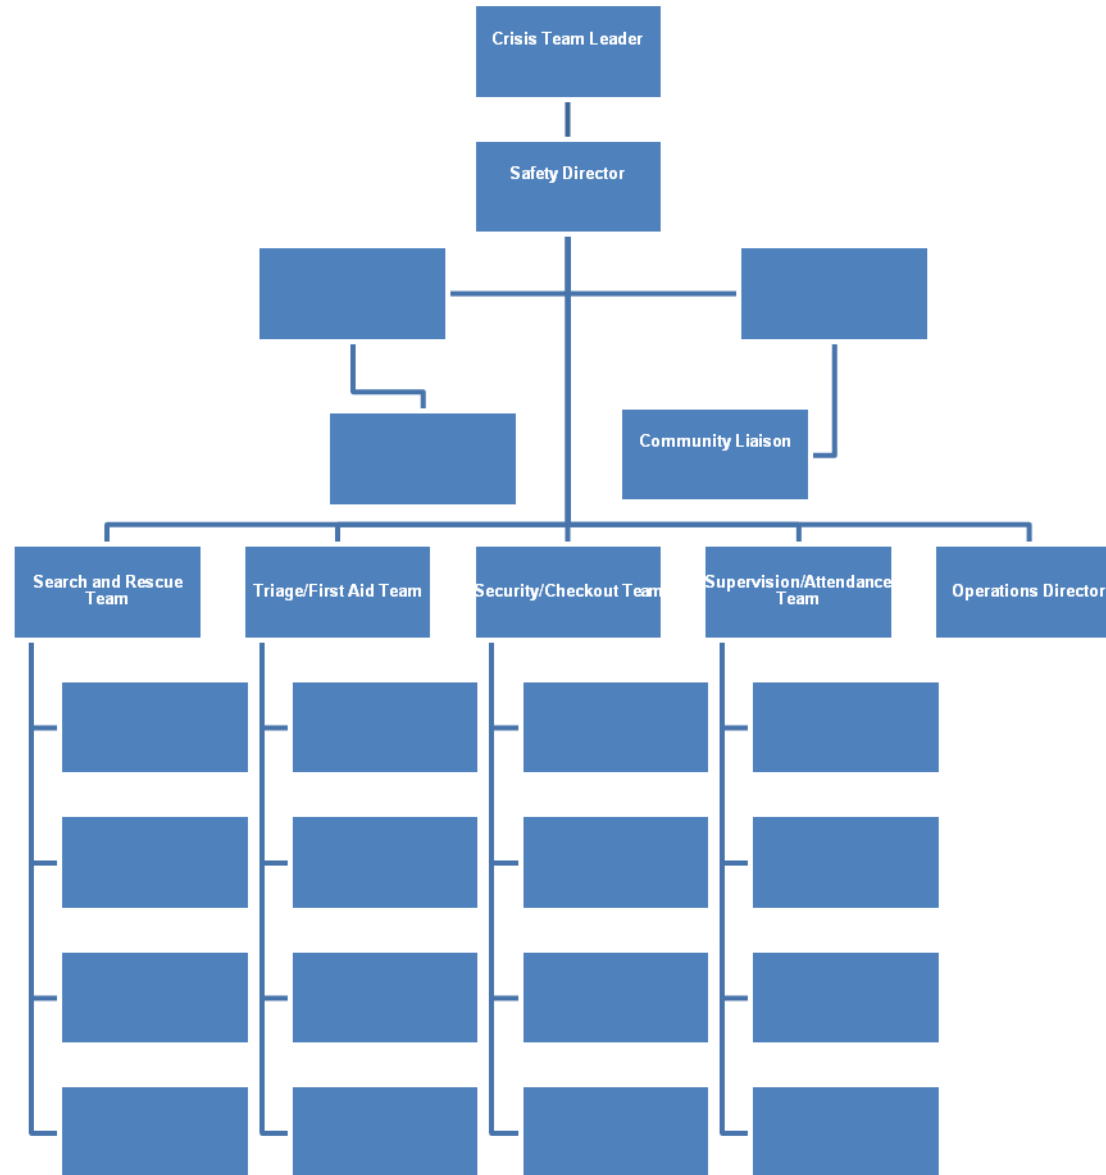 Crisis Team Leader
Safety Director
Community Liaison
Search and Rescue
Team
Triage/First Aid Team
Security/Checkout Team
Supervision/Attendance
Team
Operations Director